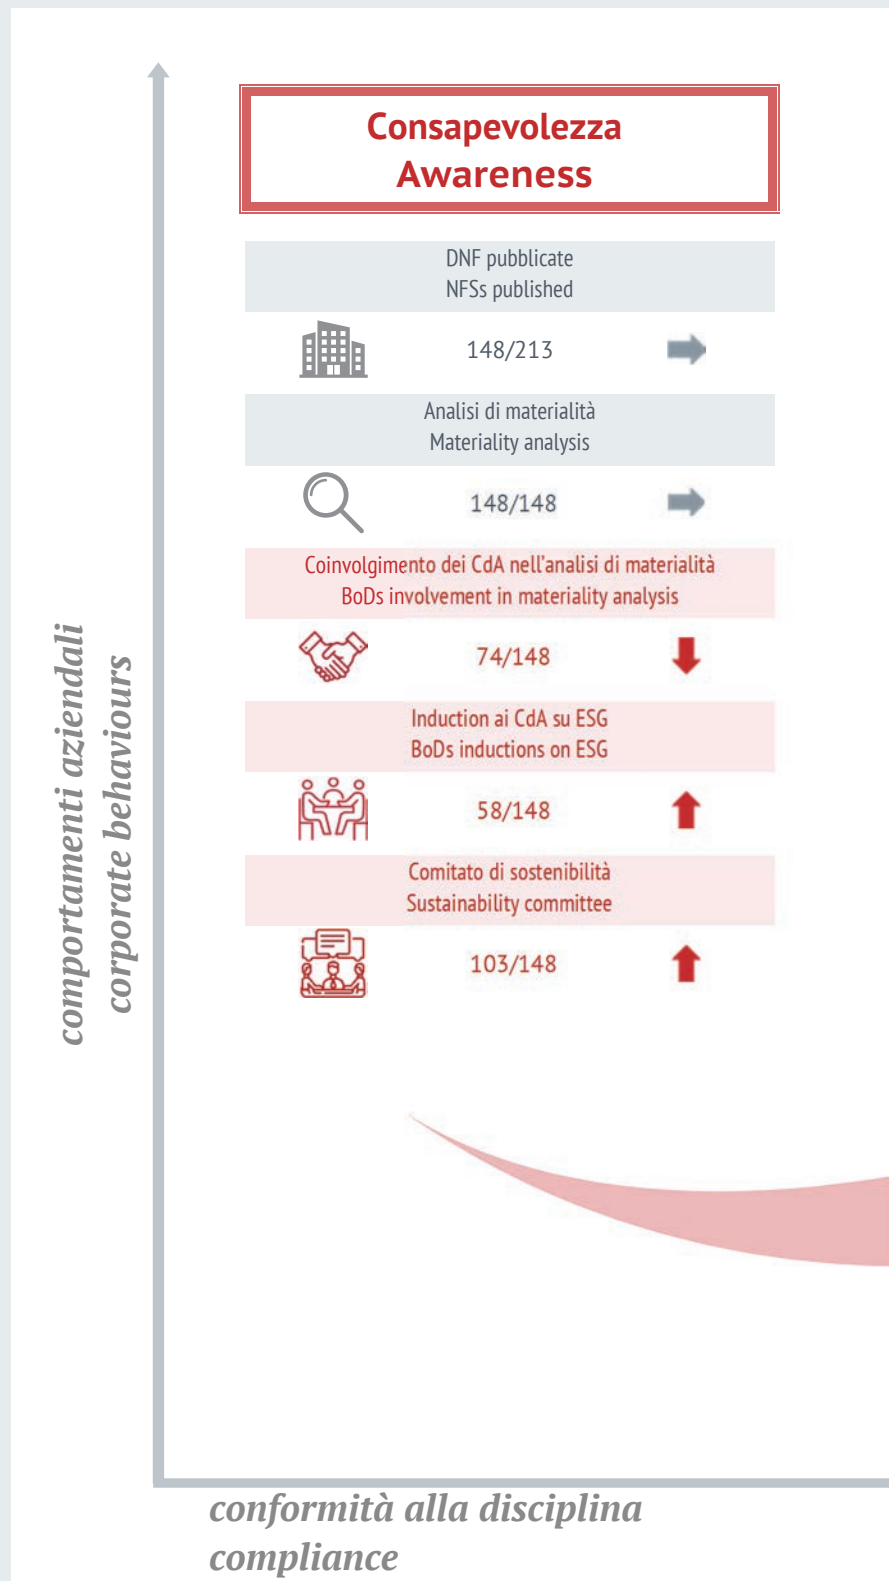 Consapevolezza
Awareness
DNF pubblicate
NFSs published
148/213
Analisi di materialità
Materiality analysis
148/148
Coinvolgimento dei CdA nell'analisi di materialità
BoDs involvement in materiality analysis
74/148
Induction ai CdA su ESG
BoDs inductions on ESG
58/148
Comitato di sostenibilità
Sustainability committee
103/148
comportamenti aziendali
corporate behaviours
conformità alla disciplina
compliance